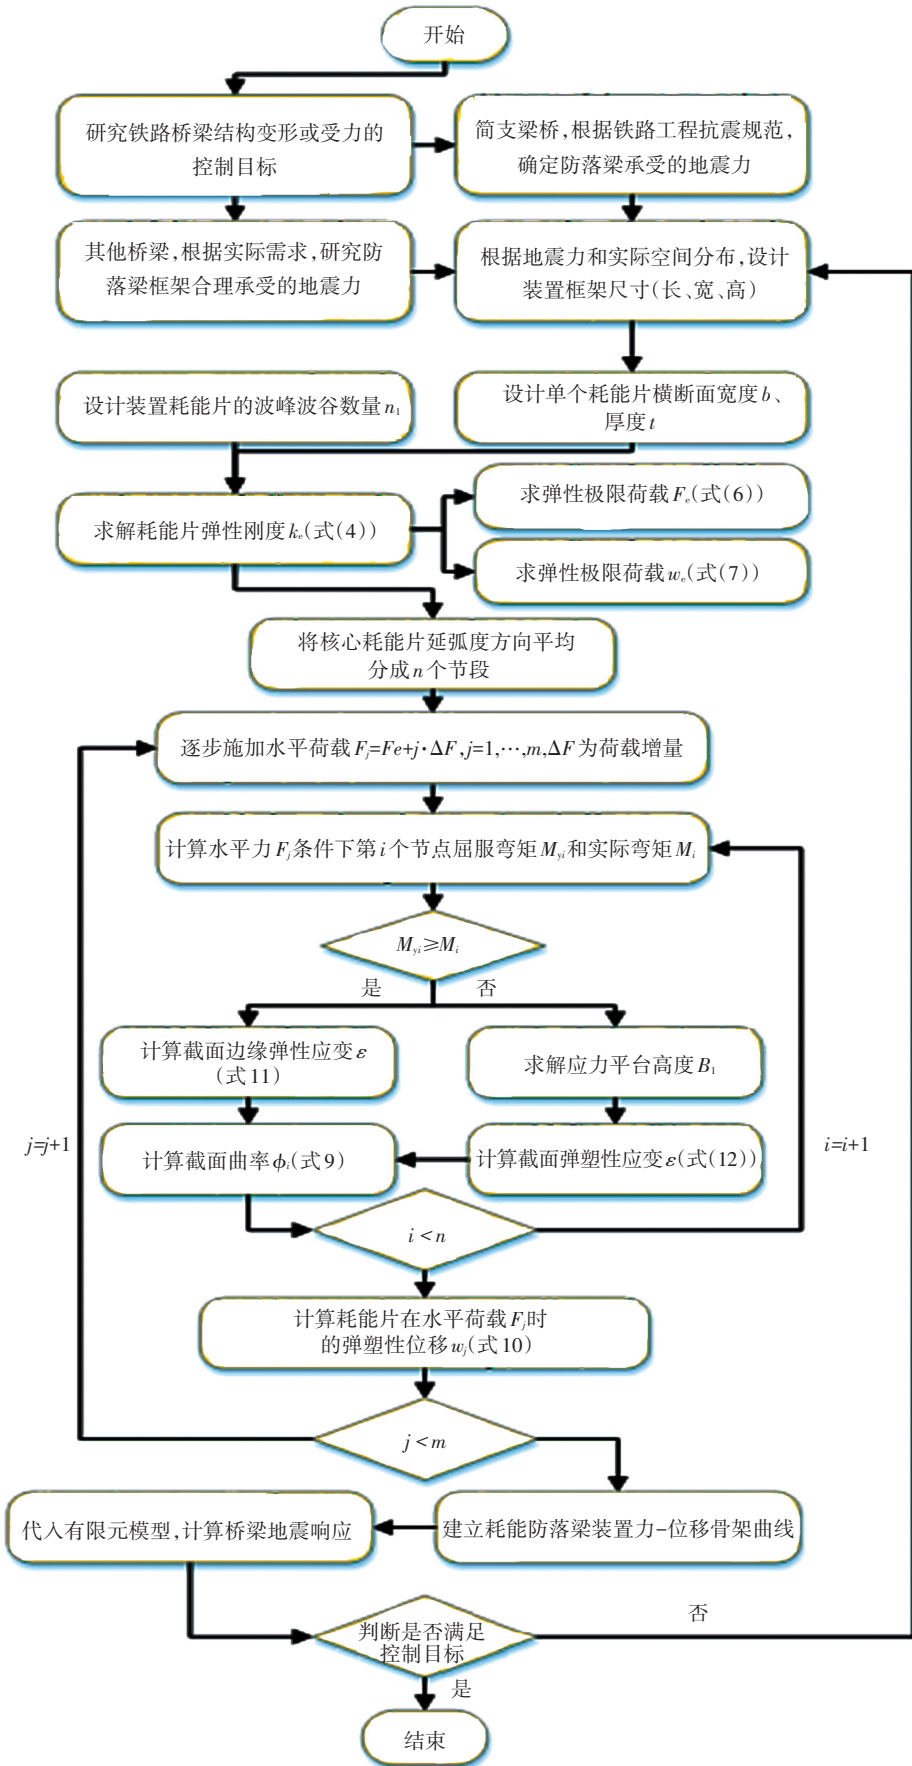 开始
研究铁路桥梁结构变形或受力的
控制目标
简支梁桥,根据铁路工程抗震规范,
确定防落梁承受的地震力
其他桥梁,根据实际需求,研究防
落梁框架合理承受的地震力
根据地震力和实际空间分布,设计
装置框架尺寸(长、宽、高)
设计装置耗能片的波峰波谷数量n₁
设计单个耗能片横断面宽度b、
厚度t
求解耗能片弹性刚度kₑ(式(4))
求弹性极限荷载Fₑ(式(6))
求弹性极限荷载wₑ(式(7))
将核心耗能片延弧度方向平均
分成n个节段
逐步施加水平荷载Fⱼ=Fe+j·ΔF,j=1,…,m,ΔF为荷载增量
计算水平力Fⱼ条件下第i个节点屈服弯矩Myi和实际弯矩Mi
Myi≥Mi
是
否
计算截面边缘弹性应变ε
(式11)
求解应力平台高度B₁
j=j+1
计算截面曲率ϕi(式9)
计算截面弹塑性应变ε(式(12))
i=i+1
i<n
计算耗能片在水平荷载Fⱼ时
的弹塑性位移wⱼ(式10)
j<m
代入有限元模型,计算桥梁地震响应
建立耗能防落梁装置力-位移骨架曲线
判断是否满足
控制目标
否
是
结束